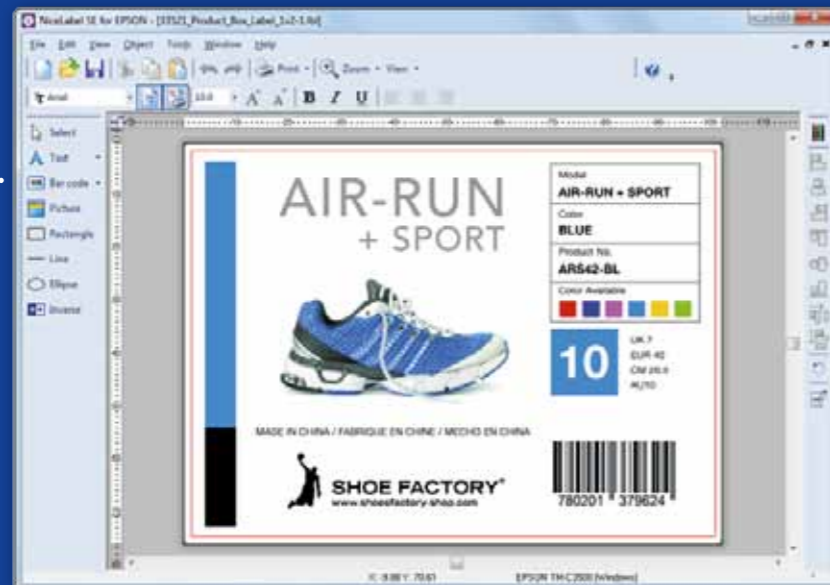 NiceLabel SE for EPSON - [33521_Product_Box_Label_1x2-1.lbl]
File Edit View Object Tools Window Help
Print Zoom View
Arial 10.0 A A B I U
Select
Text
Bar code
Picture
Rectangle
Line
Ellipse
Inverse
AIR-RUN
+ SPORT
Model
AIR-RUN + SPORT
Color
BLUE
Product No.
ARS42-BL
Color Available
10
UK 7
EUR 42
MADE IN CHINA / FABRIQUE EN CHINE / MECHO EN CHINA
SHOE FACTORY
www.shoesfactory-shop.com
780201 379624
EPSON TM-C3500 (Windows)